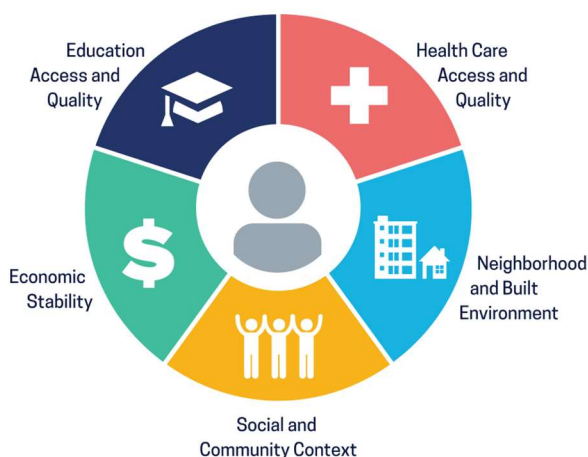 Education
Access and
Quality
Health Care
Access and
Quality
$
Economic
Stability
Neighborhood
and Built
Environment
Social and
Community Context